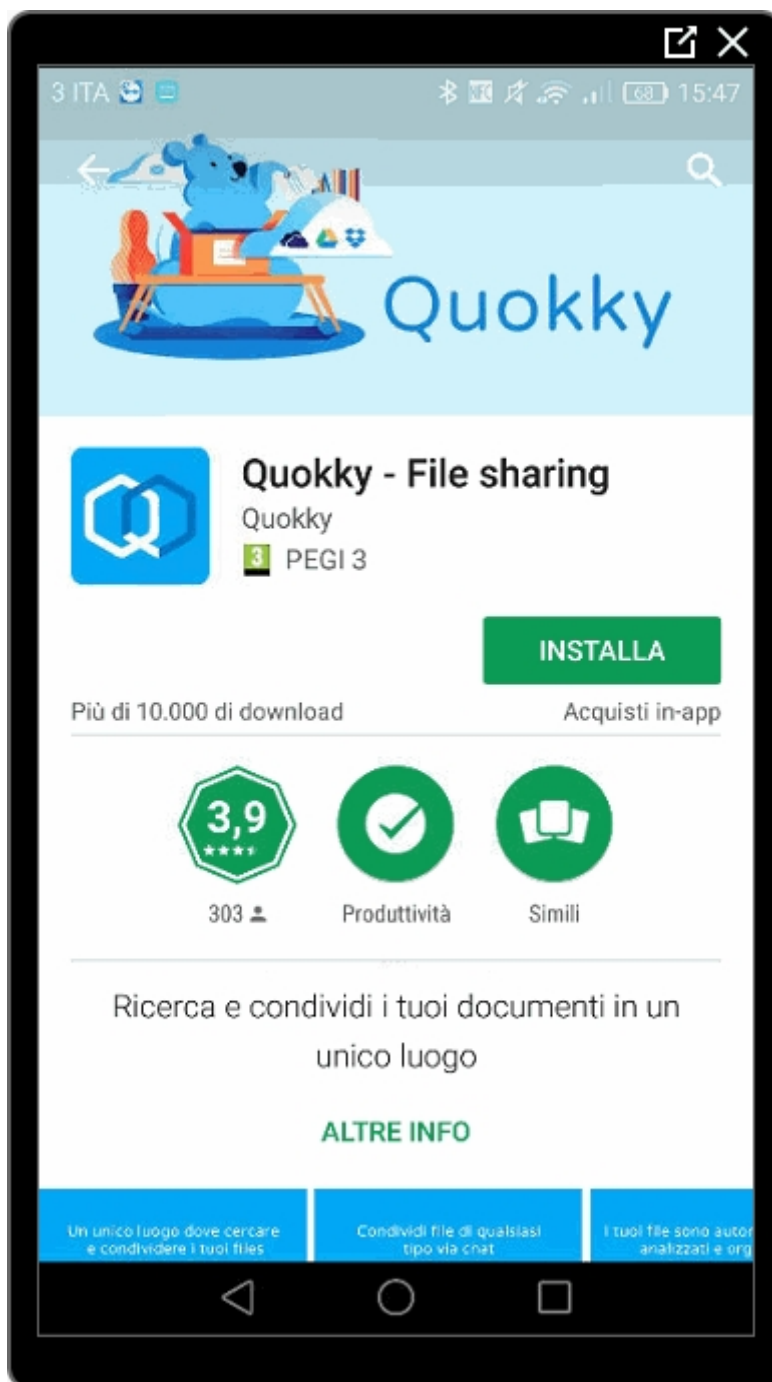 3 ITA 68 15:47
Quokky
Quokky - File sharing
Quokky
3 PEGI 3
INSTALLA
Più di 10.000 di download Acquisti in-app
3,9
303 Produttività Simili
Ricerca e condividi i tuoi documenti in un
unico luogo
ALTRE INFO
Un unico luogo dove cercare
e condividere i tuoi files
Condividi file di qualsiasi
tipo via chat
I tuoi file sono autor
analizzati e org